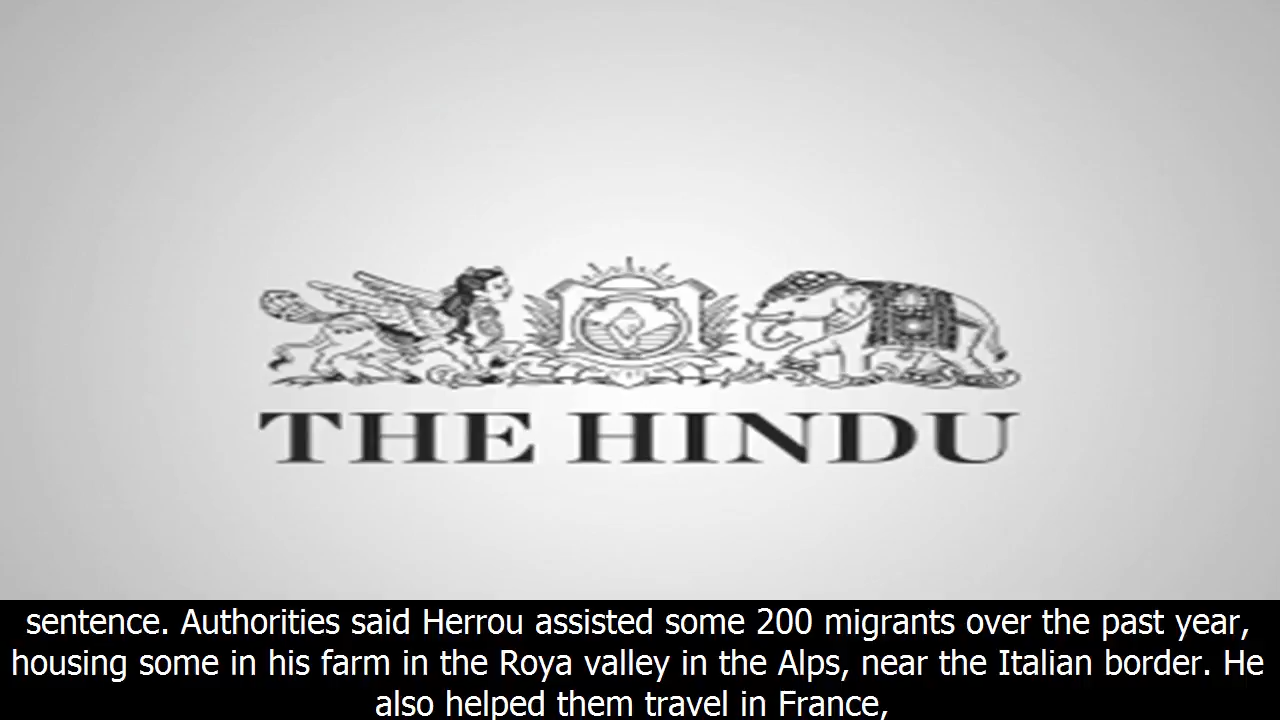 THE HINDU
sentence. Authorities said Herrou assisted some 200 migrants over the past year,
housing some in his farm in the Roya valley in the Alps, near the Italian border. He
also helped them travel in France,